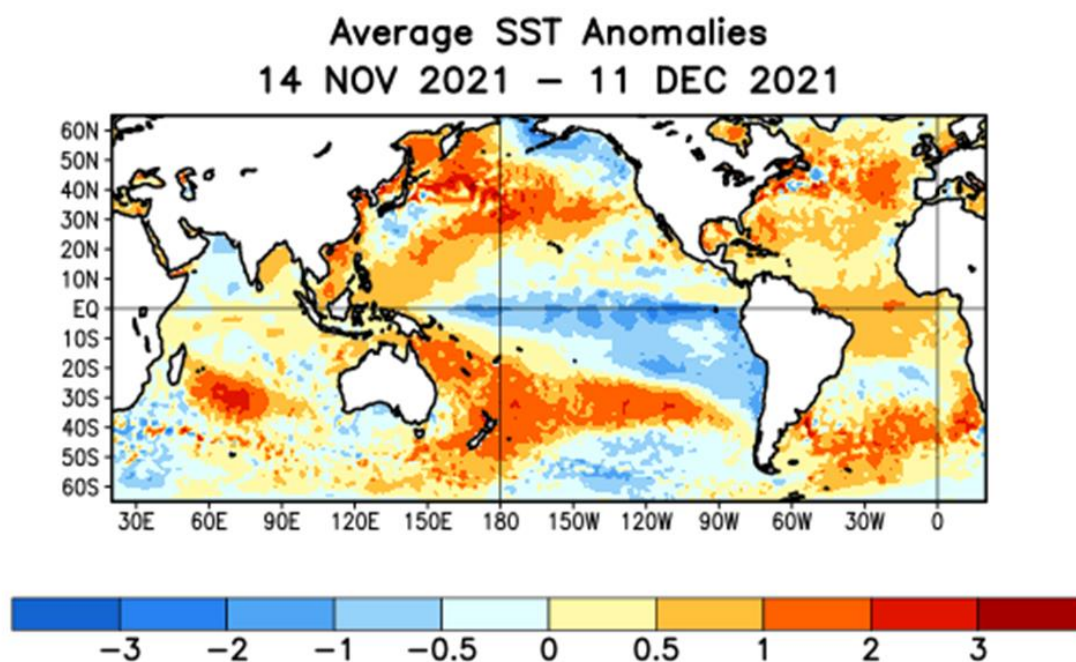 Average SST Anomalies
14 NOV 2021 – 11 DEC 2021
60N
50N
40N
30N
20N
10N
EQ
10S
20S
30S
40S
50S
60S
30E 60E 90E 120E 150E 180 150W 120W 90W 60W 30W 0
−3 −2 −1 −0.5 0 0.5 1 2 3